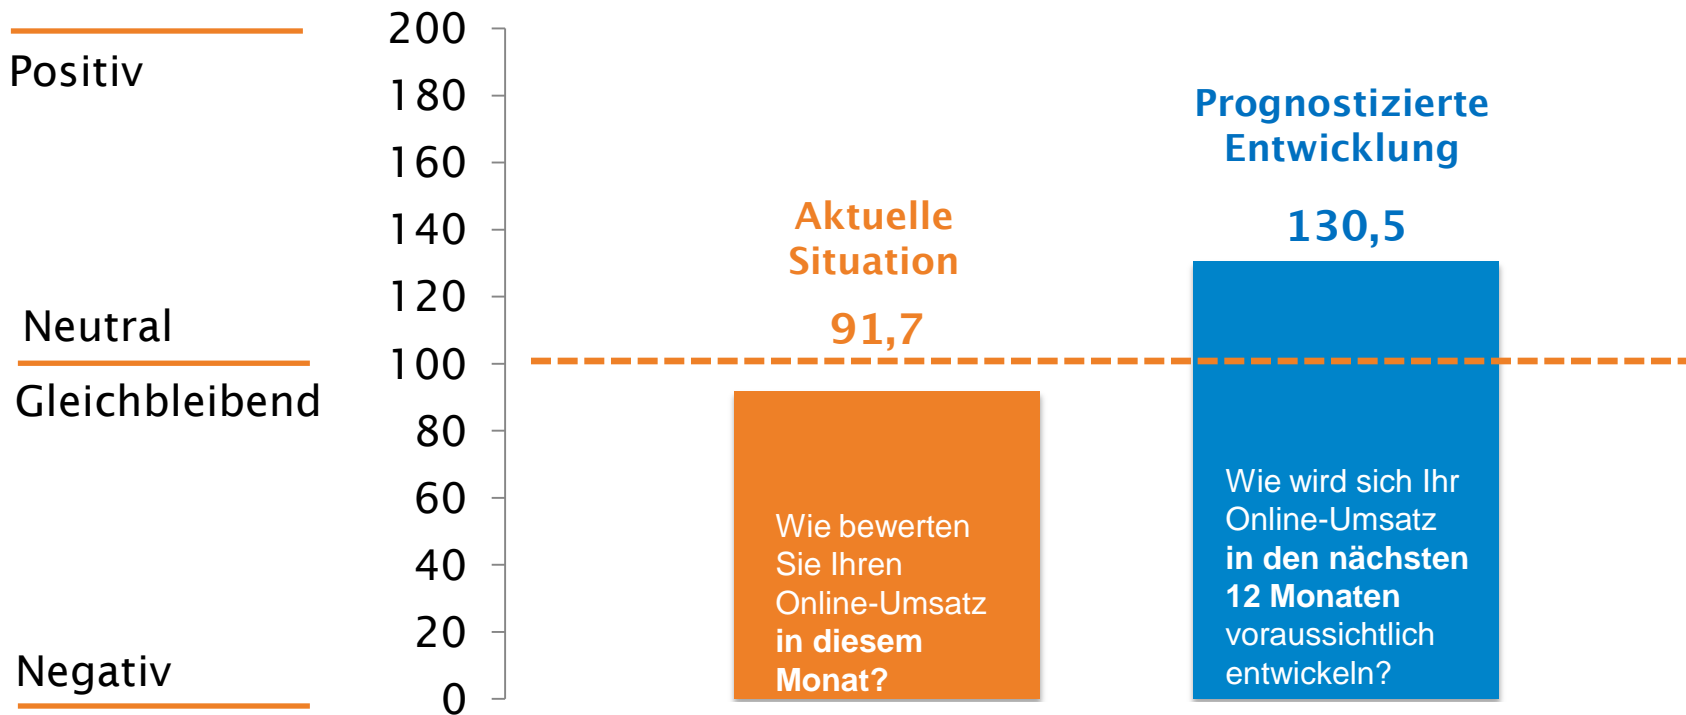 Positiv
Neutral
Gleichbleibend
Negativ
200
180
160
140
120
100
80
60
40
20
0
Aktuelle
Situation
91,7
Wie bewerten
Sie Ihren
Online-Umsatz
in diesem
Monat?
Prognostizierte
Entwicklung
130,5
Wie wird sich Ihr
Online-Umsatz
in den nächsten
12 Monaten
voraussichtlich
entwickeln?